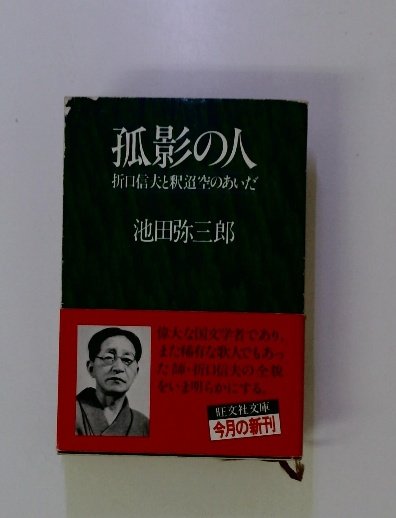 孤影の人
折口信夫と釈迢空のあいだ
池田弥三郎
偉大な国文学者であり、
また稀有な歌人でもあっ
た師・折口信夫の全貌
をいま明らかにする。
旺文社文庫
今月の新刊